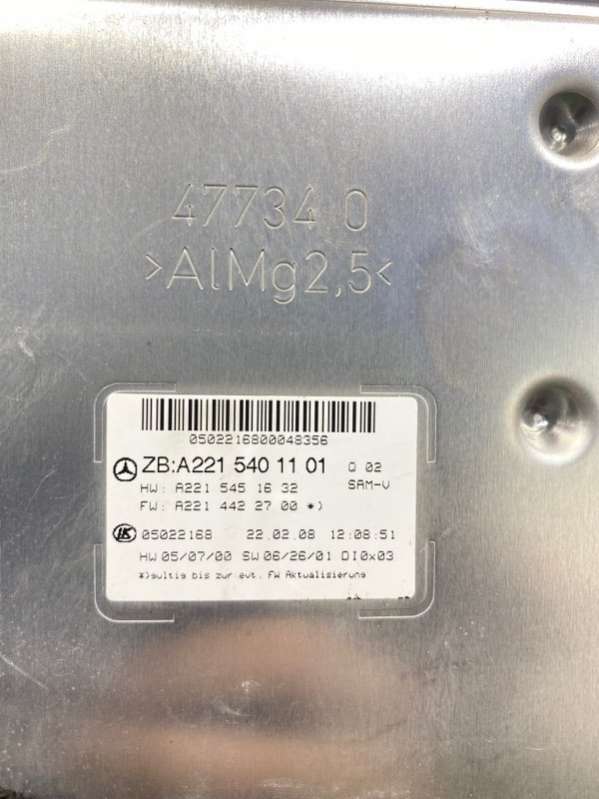 47734.0
>AlMg2,5<
0502216800048356
ZB:A221 540 11 01 Q 02
HW: A221 545 16 32 SAM-V
FW: A221 442 27 00 *)
LK 05022168 22.02.08 12:08:51
HW 05/07/00 SW 06/26/01 DI0x03
*)gultig bis zur evt. FW Aktualisierung